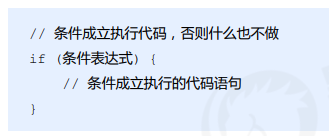 // 条件成立执行代码，否则什么也不做
if (条件表达式) {
// 条件成立执行的代码语句
}